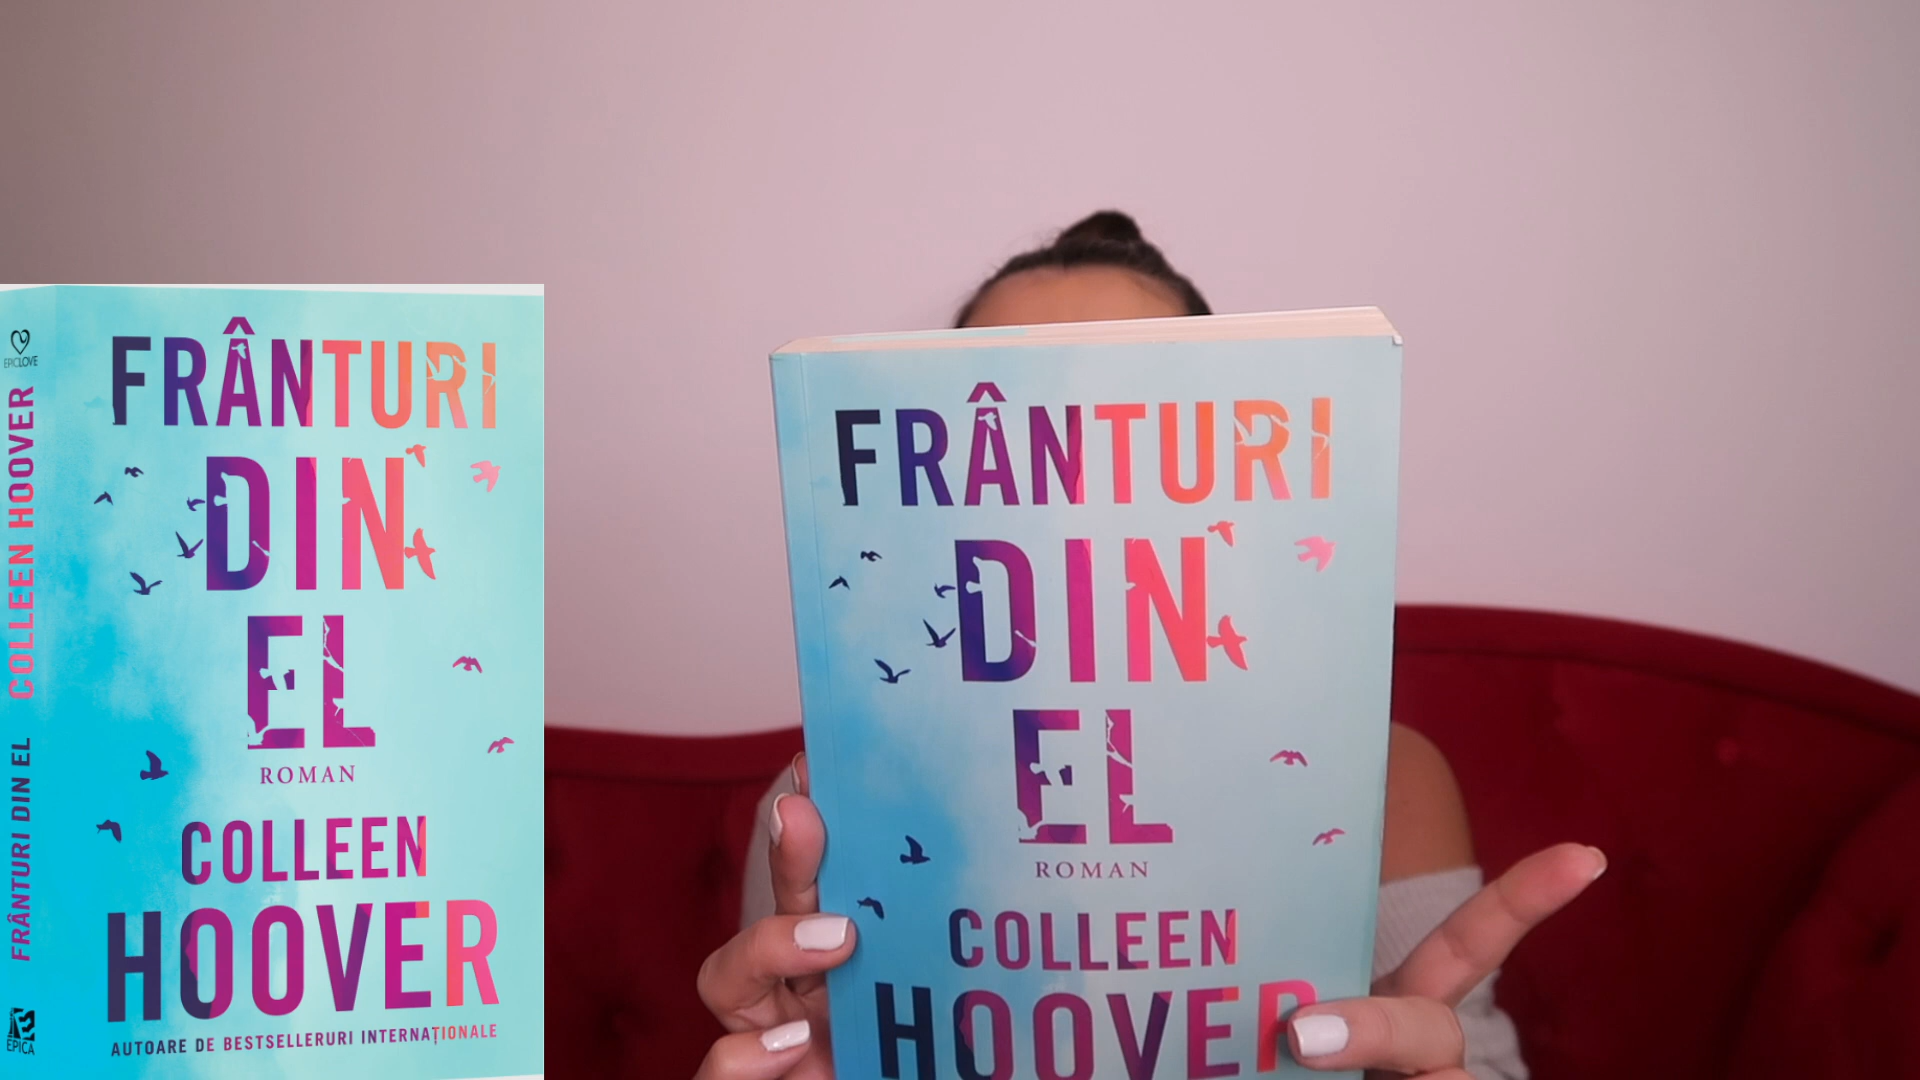 EPICLOVE
COLLEEN HOOVER
FRÂNTURI DIN EL
EPICA
FRÂNTURI
DIN
EL
ROMAN
COLLEEN
HOOVER
AUTOARE DE BESTSELLERURI INTERNAȚIONALE
FRÂNTURI
DIN
EL
ROMAN
COLLEEN
HOOVER